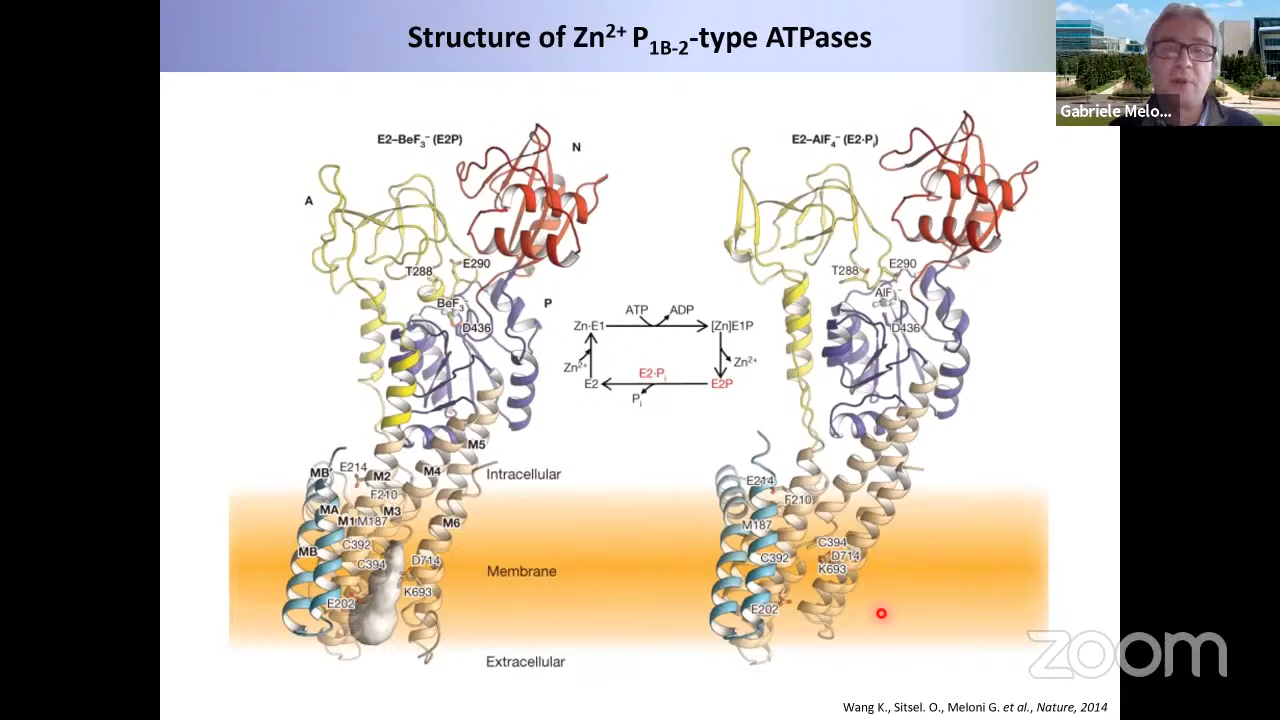 Structure of Zn²⁺ P₁B₋₂-type ATPases
Gabriele Melo...
E2–BeF₃⁻ (E2P)
N
A
T288
E290
BeF₃⁻
P
D436
M5
MB′
E214
M2
M4
Intracellular
F210
MA
M3
M1
M187
M6
C392
MB
C394
D714
Membrane
K693
E202
Extracellular
ATP
ADP
Zn·E1
[Zn]E1P
Zn²⁺
Zn²⁺
E2·Pᵢ
E2
E2P
Pᵢ
E2–AlF₄⁻ (E2·Pᵢ)
T288
E290
AlF₄⁻
D436
E214
F210
M187
C394
C392
D714
K693
E202
zoom
Wang K., Sitsel. O., Meloni G. et al., Nature, 2014